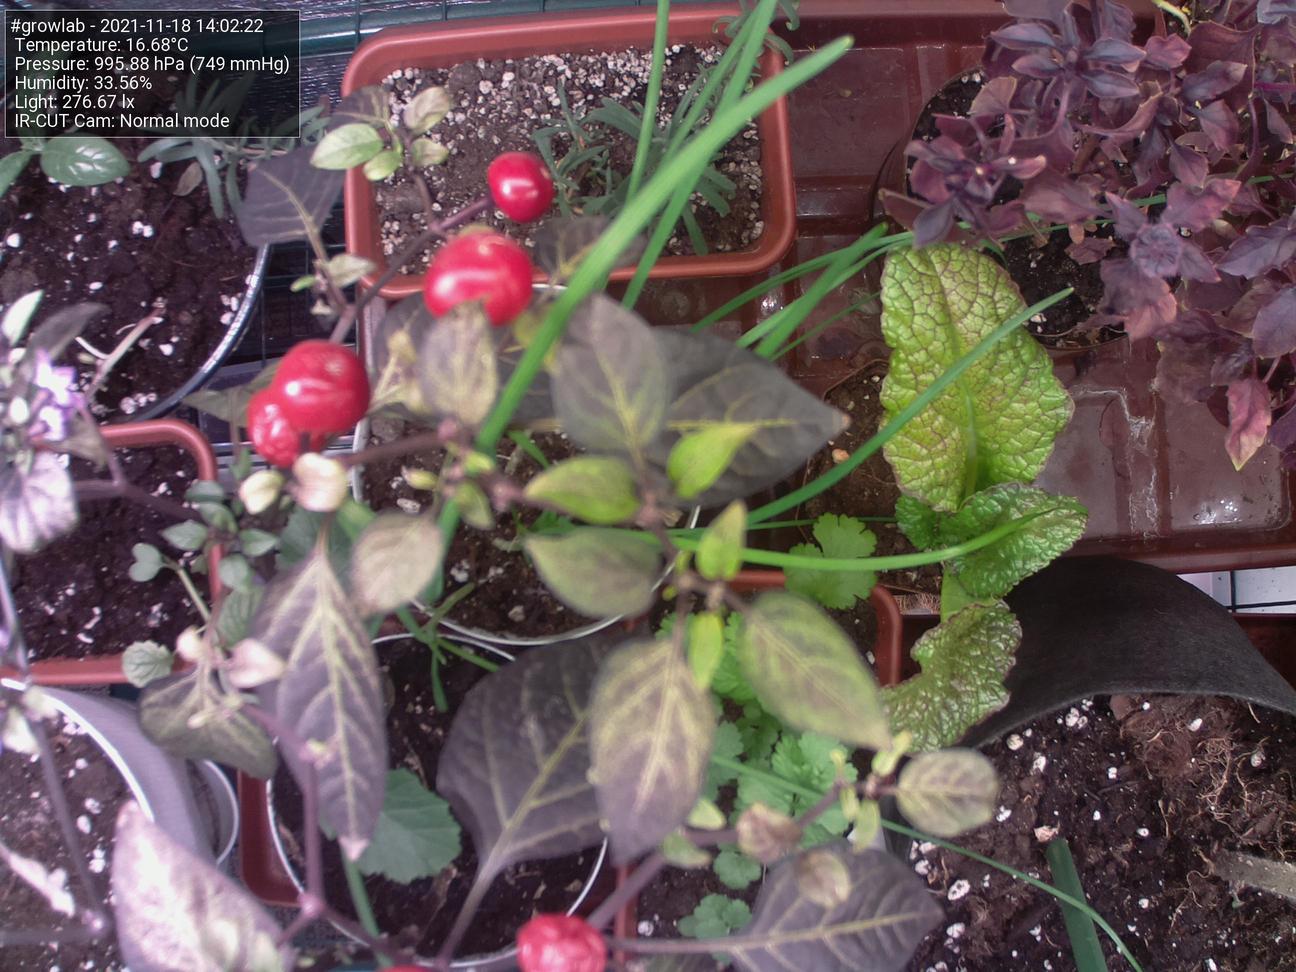 #growlab - 2021-11-18 14:02:22
Temperature: 16.68°C
Pressure: 995.88 hPa (749 mmHg)
Humidity: 33.56%
Light: 276.67 lx
IR-CUT Cam: Normal mode